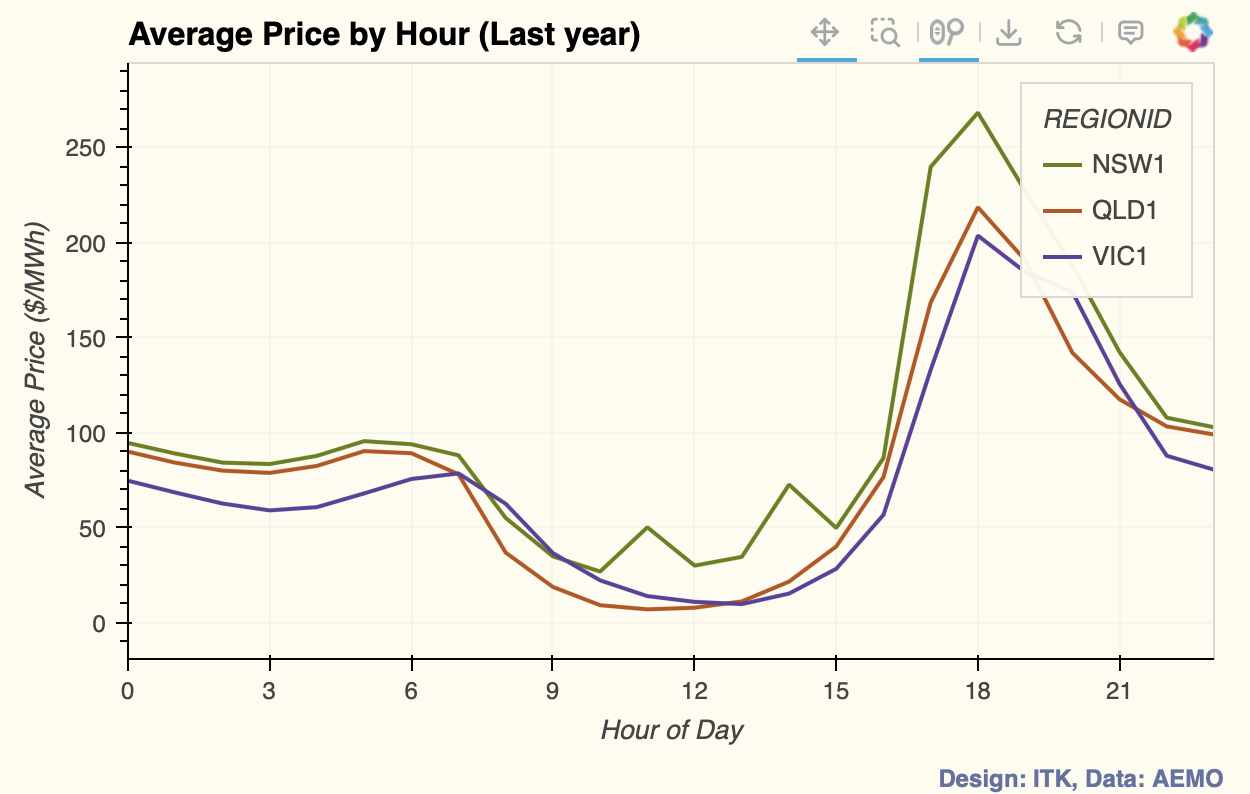 Average Price by Hour (Last year)
REGIONID
NSW1
QLD1
VIC1
Average Price ($/MWh)
250
200
150
100
50
0
0 3 6 9 12 15 18 21
Hour of Day
Design: ITK, Data: AEMO